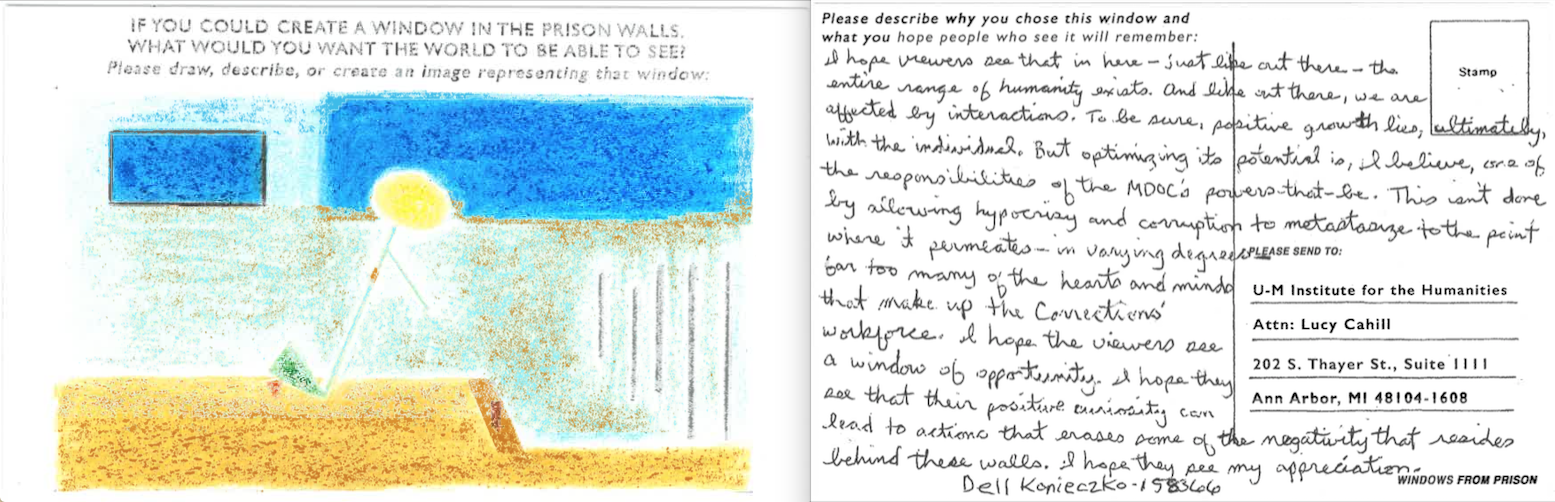 IF YOU COULD CREATE A WINDOW IN THE PRISON WALLS,
WHAT WOULD YOU WANT THE WORLD TO BE ABLE TO SEE?
Please draw, describe, or create an image representing that window:
Please describe why you chose this window and
what you hope people who see it will remember:
I hope viewers see that in here – just like out there – the
entire range of humanity exists. And like out there, we are
affected by interactions. To be sure, positive growth lies, ultimately,
with the individual. But optimizing its potential is, I believe, one of
the responsibilities of the MDOC's powers-that-be. This isn't done
by allowing hypocrisy and corruption to metastasize to the point
where it permeates – in varying degrees
far too many of the hearts and minds
that make up the Corrections'
workforce. I hope the viewers see
a window of opportunity. I hope they
see that their positive curiosity can
lead to actions that erases some of the negativity that resides
behind these walls. I hope they see my appreciation.
Dell Konieczko - 158366
Stamp
PLEASE SEND TO:
U-M Institute for the Humanities
Attn: Lucy Cahill
202 S. Thayer St., Suite 1111
Ann Arbor, MI 48104-1608
WINDOWS FROM PRISON